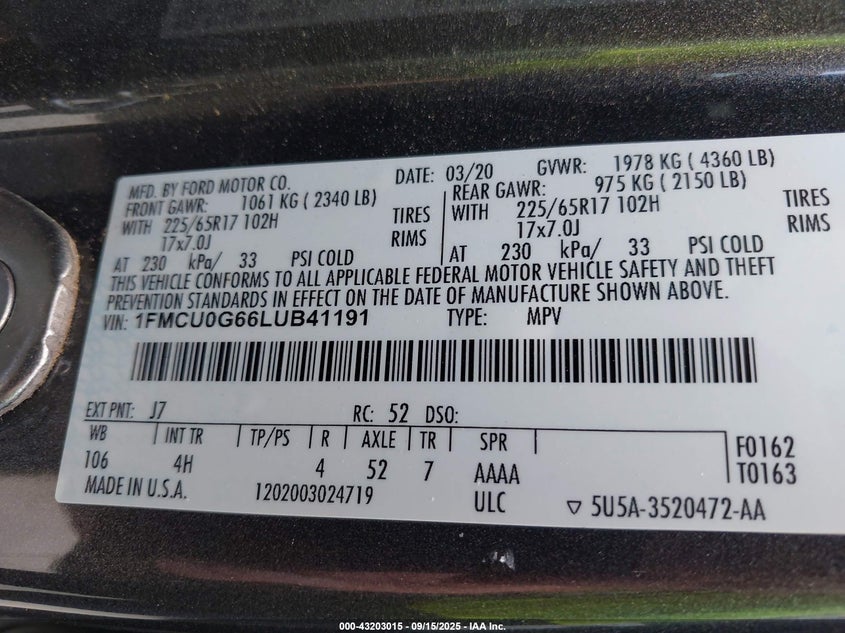 MFD. BY FORD MOTOR CO. DATE: 03/20 GVWR: 1978 KG ( 4360 LB)
FRONT GAWR: 1061 KG ( 2340 LB) REAR GAWR: 975 KG ( 2150 LB)
WITH 225/65R17 102H TIRES WITH 225/65R17 102H TIRES
17x7.0J RIMS 17x7.0J RIMS
AT 230 kPa/ 33 PSI COLD AT 230 kPa/ 33 PSI COLD
THIS VEHICLE CONFORMS TO ALL APPLICABLE FEDERAL MOTOR VEHICLE SAFETY AND THEFT
PREVENTION STANDARDS IN EFFECT ON THE DATE OF MANUFACTURE SHOWN ABOVE.
VIN: 1FMCU0G66LUB41191 TYPE: MPV
EXT PNT: J7 RC: 52 DSO:
WB INT TR TP/PS R AXLE TR SPR F0162
106 4H 4 52 7 AAAA T0163
MADE IN U.S.A. 1202003024719 ULC ▽ 5U5A-3520472-AA
000-43203015 - 09/15/2025 - IAA Inc.